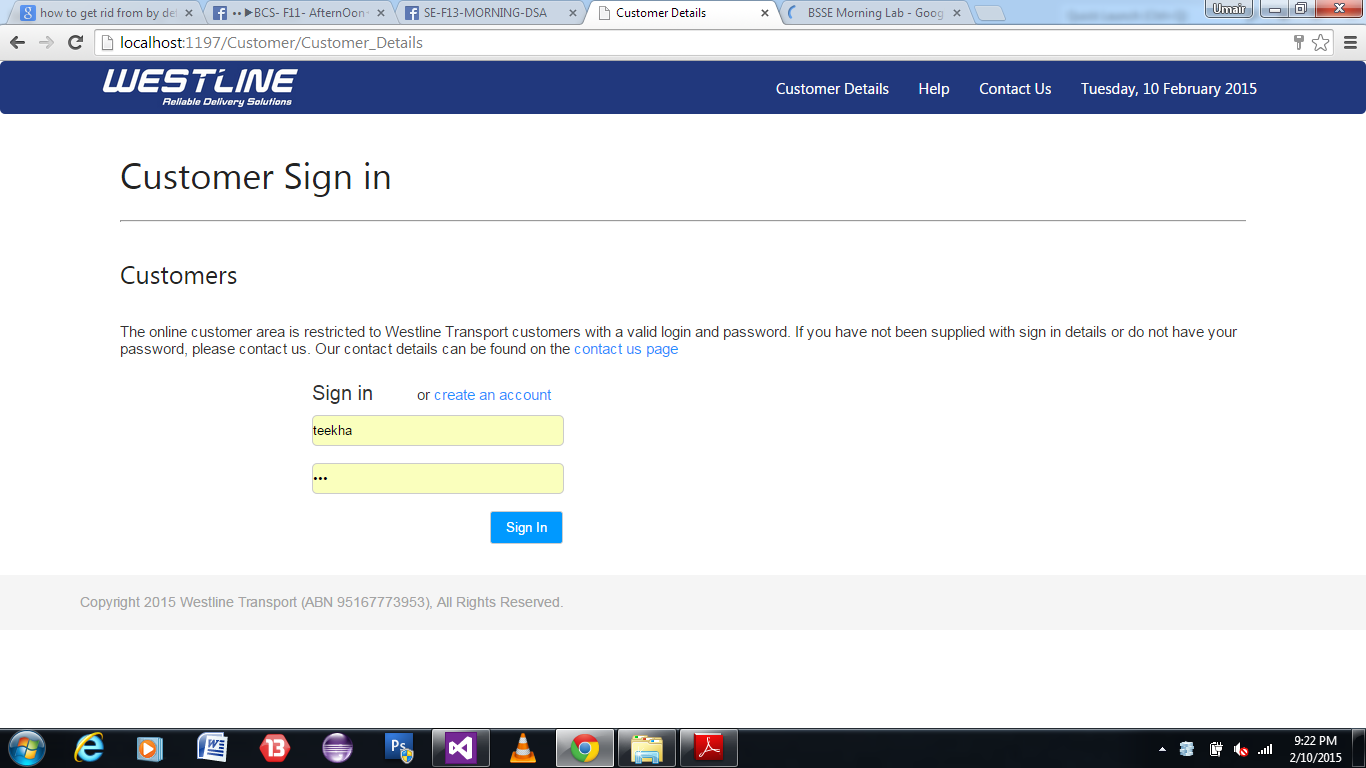 how to get rid from by de
••►BCS- F11- AfternOon
SE-F13-MORNING-DSA
Customer Details
BSSE Morning Lab - Goog
Umair
localhost:1197/Customer/Customer_Details
WESTLINE
Reliable Delivery Solutions
Customer Details Help Contact Us Tuesday, 10 February 2015
Customer Sign in
Customers
The online customer area is restricted to Westline Transport customers with a valid login and password. If you have not been supplied with sign in details or do not have your
password, please contact us. Our contact details can be found on the contact us page
Sign in or create an account
teekha
•••
Sign In
Copyright 2015 Westline Transport (ABN 95167773953), All Rights Reserved.
13
Ps
9:22 PM
2/10/2015